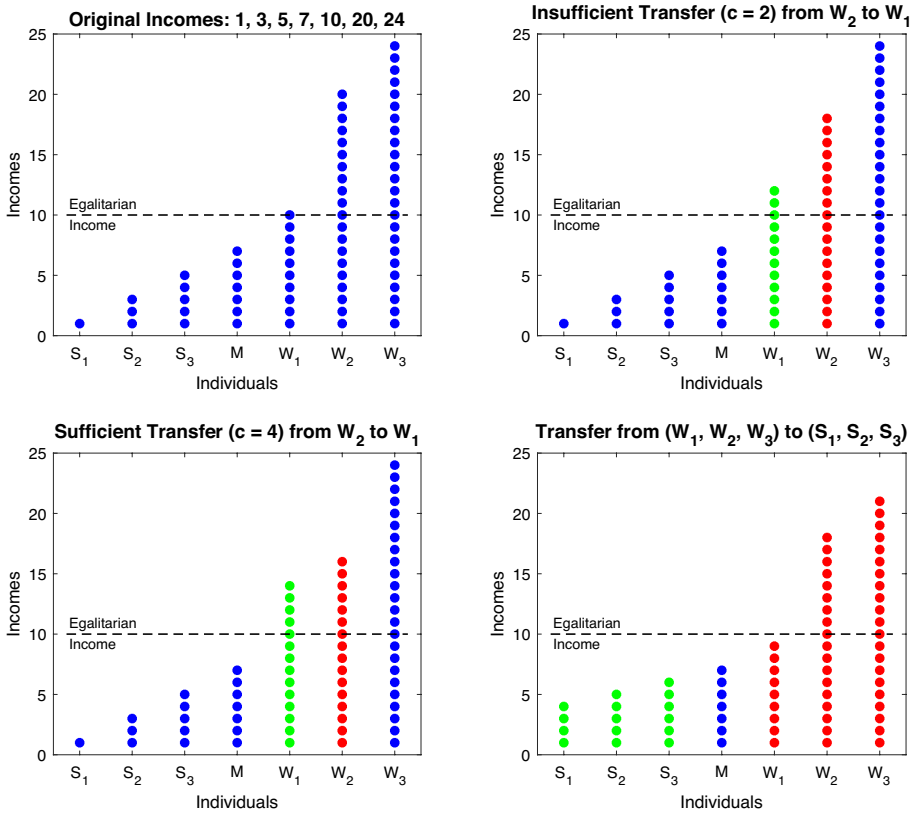 Original Incomes: 1, 3, 5, 7, 10, 20, 24
25
20
15
10
5
0
Incomes
Egalitarian
Income
S1 S2 S3 M W1 W2 W3
Individuals
Insufficient Transfer (c = 2) from W2 to W1
25
20
15
10
5
0
Incomes
Egalitarian
Income
S1 S2 S3 M W1 W2 W3
Individuals
Sufficient Transfer (c = 4) from W2 to W1
25
20
15
10
5
0
Incomes
Egalitarian
Income
S1 S2 S3 M W1 W2 W3
Individuals
Transfer from (W1, W2, W3) to (S1, S2, S3)
25
20
15
10
5
0
Incomes
Egalitarian
Income
S1 S2 S3 M W1 W2 W3
Individuals